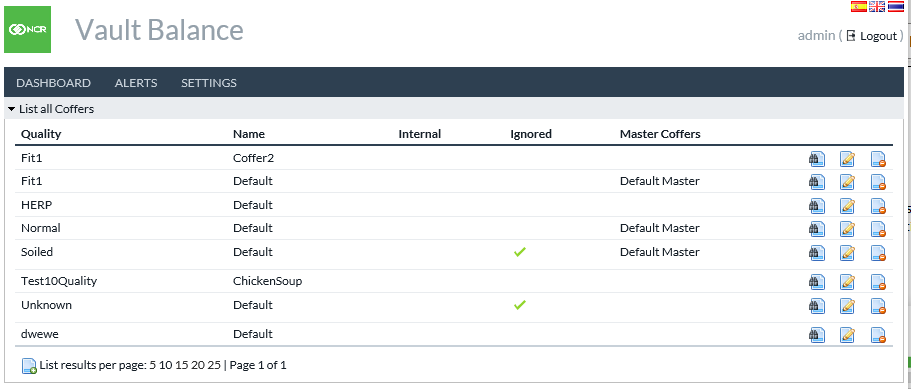 NCR
Vault Balance
admin ( Logout )
DASHBOARD ALERTS SETTINGS
List all Coffers
Quality Name Internal Ignored Master Coffers
Fit1 Coffer2
Fit1 Default Default Master
HERP Default
Normal Default Default Master
Soiled Default Default Master
Test10Quality ChickenSoup
Unknown Default
dwewe Default
List results per page: 5 10 15 20 25 | Page 1 of 1